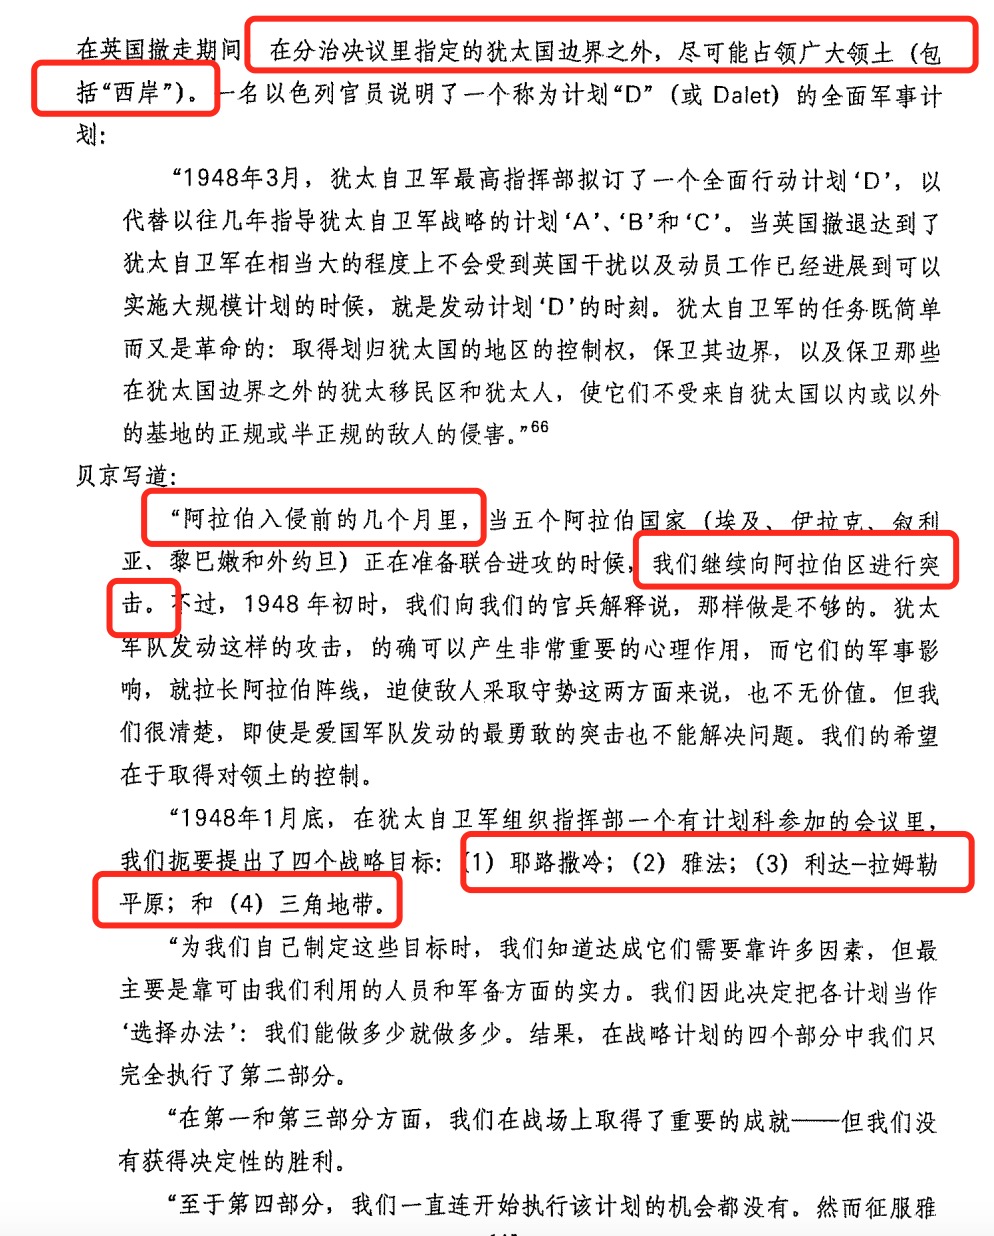 在英国撤走期间 在分治决议里指定的犹太国边界之外，尽可能占领广大领土（包
括“西岸”）。一名以色列官员说明了一个称为计划“D”（或 Dalet）的全面军事计
划：
“1948年3月，犹太自卫军最高指挥部拟订了一个全面行动计划‘D’，以
代替以往几年指导犹太自卫军战略的计划‘A’、‘B’和‘C’。当英国撤退达到了
犹太自卫军在相当大的程度上不会受到英国干扰以及动员工作已经进展到可以
实施大规模计划的时候，就是发动计划‘D’的时刻。犹太自卫军的任务既简单
而又是革命的：取得划归犹太国的地区的控制权，保卫其边界，以及保卫那些
在犹太国边界之外的犹太移民区和犹太人，使它们不受来自犹太国以内或以外
的基地的正规或半正规的敌人的侵害。”66
贝京写道：
“阿拉伯入侵前的几个月里，当五个阿拉伯国家（埃及、伊拉克、叙利
亚、黎巴嫩和外约旦）正在准备联合进攻的时候，我们继续向阿拉伯区进行突
击。不过，1948 年初时，我们向我们的官兵解释说，那样做是不够的。犹太
军队发动这样的攻击，的确可以产生非常重要的心理作用，而它们的军事影
响，就拉长阿拉伯阵线，迫使敌人采取守势这两方面来说，也不无价值。但我
们很清楚，即使是爱国军队发动的最勇敢的突击也不能解决问题。我们的希望
在于取得对领土的控制。
“1948年1月底，在犹太自卫军组织指挥部一个有计划科参加的会议里，
我们扼要提出了四个战略目标：（1）耶路撒冷；（2）雅法；（3）利达—拉姆勒
平原；和（4）三角地带。
“为我们自己制定这些目标时，我们知道达成它们需要靠许多因素，但最
主要是靠可由我们利用的人员和军备方面的实力。我们因此决定把各计划当作
‘选择办法’：我们能做多少就做多少。结果，在战略计划的四个部分中我们只
完全执行了第二部分。
“在第一和第三部分方面，我们在战场上取得了重要的成就——但我们没
有获得决定性的胜利。
“至于第四部分，我们一直连开始执行该计划的机会都没有。然而征服雅